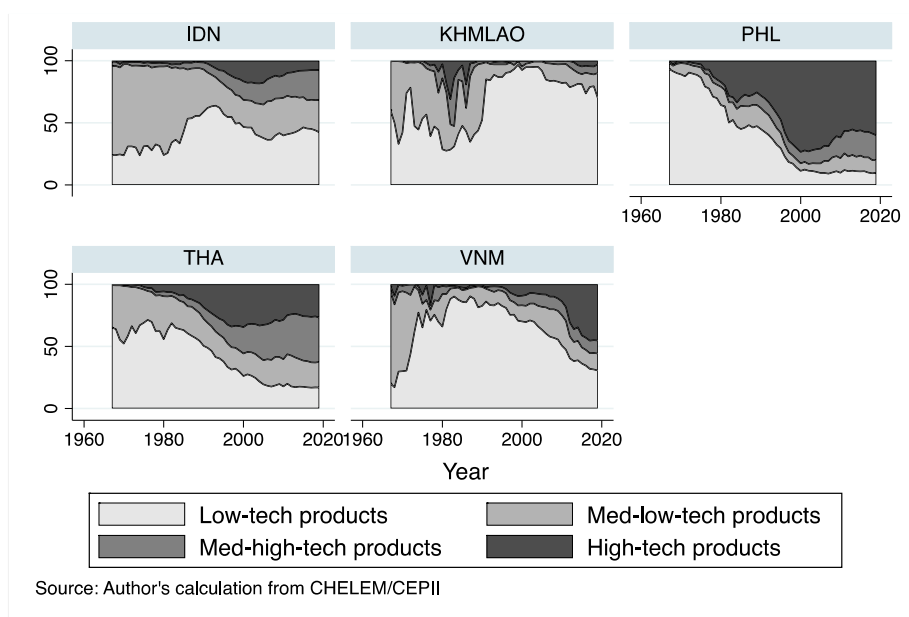 IDN KHMLAO PHL
100
50
0
1960 1980 2000 2020
THA VNM
100
50
0
1960 1980 2000 2020 1960 1980 2000 2020
Year
Low-tech products Med-low-tech products
Med-high-tech products High-tech products
Source: Author's calculation from CHELEM/CEPII